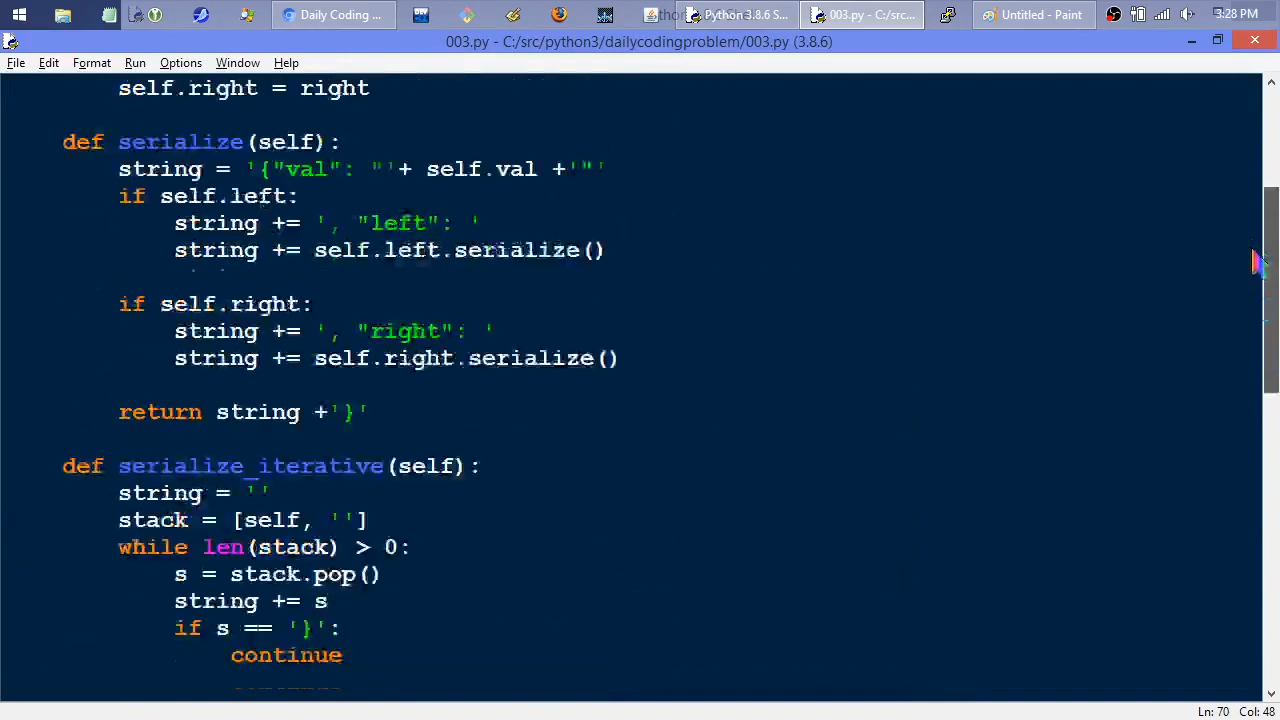 Daily Coding ...
Python 3.8.6 S...
003.py - C:/src...
Untitled - Paint
3:28 PM
003.py - C:/src/python3/dailycodingproblem/003.py (3.8.6)
File Edit Format Run Options Window Help
self.right = right
def serialize(self):
string = '{"val": "'+ self.val +'"'
if self.left:
string += ', "left": '
string += self.left.serialize()
if self.right:
string += ', "right": '
string += self.right.serialize()
return string +'}'
def serialize_iterative(self):
string = ''
stack = [self, '']
while len(stack) > 0:
s = stack.pop()
string += s
if s == '}':
continue
Ln: 70 Col: 48